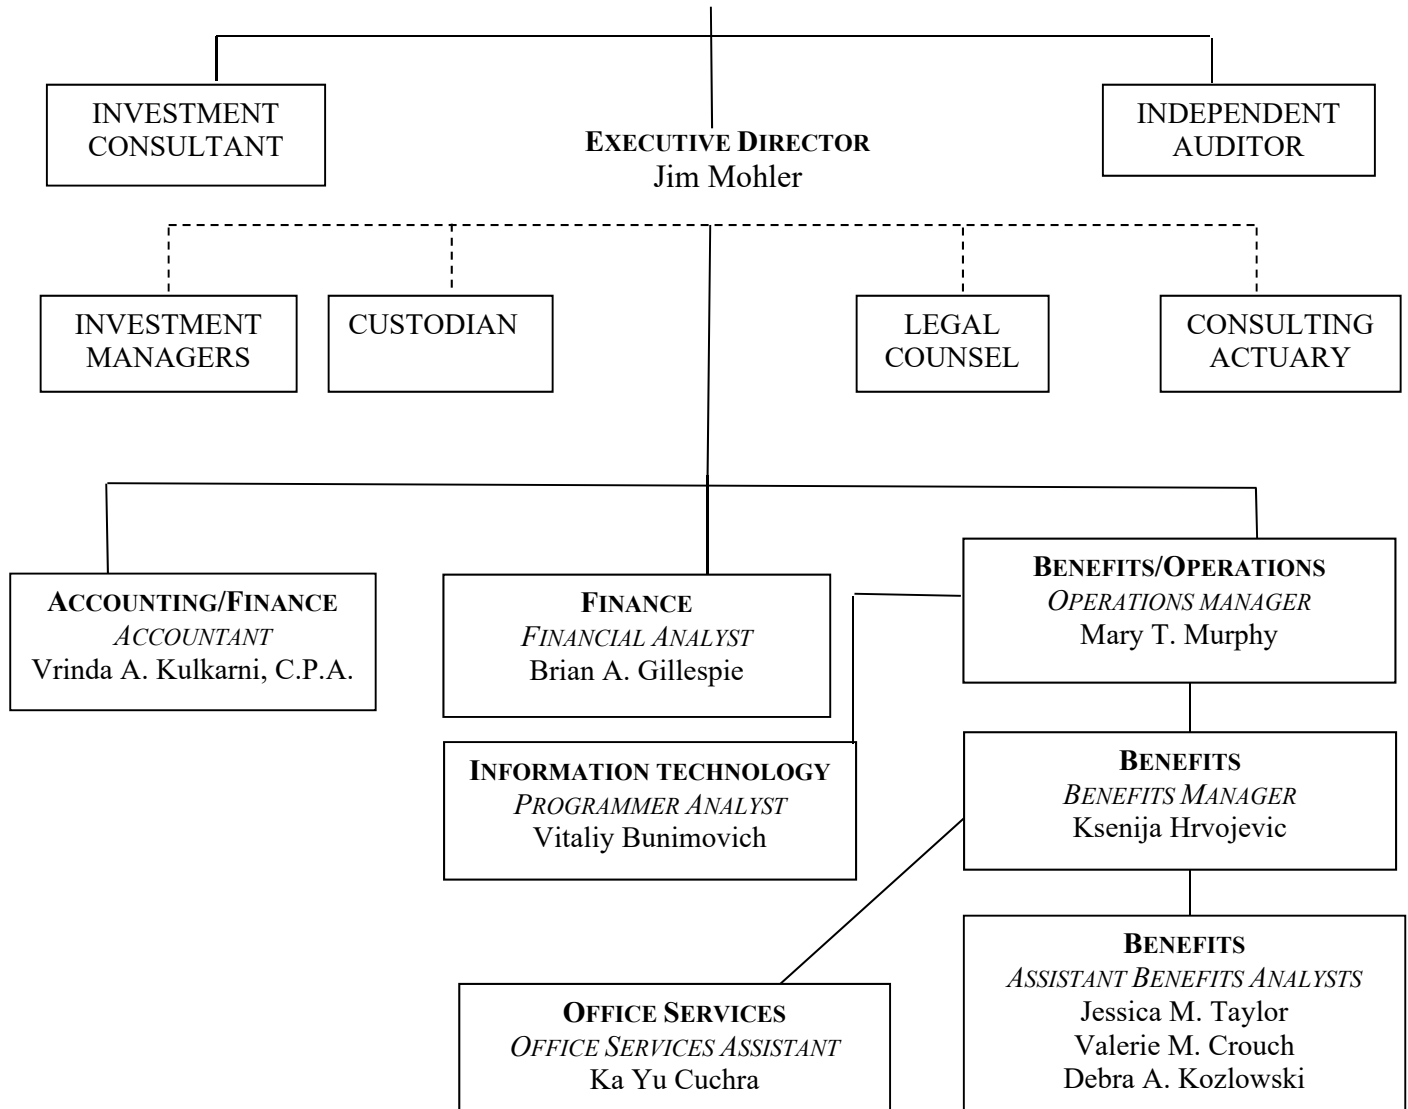 INVESTMENT
CONSULTANT
EXECUTIVE DIRECTOR
Jim Mohler
INDEPENDENT
AUDITOR
INVESTMENT
MANAGERS
CUSTODIAN
LEGAL
COUNSEL
CONSULTING
ACTUARY
ACCOUNTING/FINANCE
ACCOUNTANT
Vrinda A. Kulkarni, C.P.A.
FINANCE
FINANCIAL ANALYST
Brian A. Gillespie
BENEFITS/OPERATIONS
OPERATIONS MANAGER
Mary T. Murphy
INFORMATION TECHNOLOGY
PROGRAMMER ANALYST
Vitaliy Bunimovich
BENEFITS
BENEFITS MANAGER
Ksenija Hrvojevic
OFFICE SERVICES
OFFICE SERVICES ASSISTANT
Ka Yu Cuchra
BENEFITS
ASSISTANT BENEFITS ANALYSTS
Jessica M. Taylor
Valerie M. Crouch
Debra A. Kozlowski